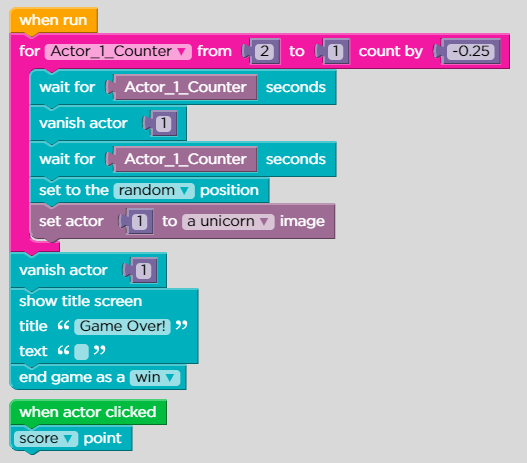 when run
for Actor_1_Counter ▼ from 2 to 1 count by -0.25
wait for Actor_1_Counter seconds
vanish actor 1
wait for Actor_1_Counter seconds
set to the random ▼ position
set actor 1 to a unicorn ▼ image
vanish actor 1
show title screen
title “ Game Over! ”
text “ ”
end game as a win ▼
when actor clicked
score ▼ point